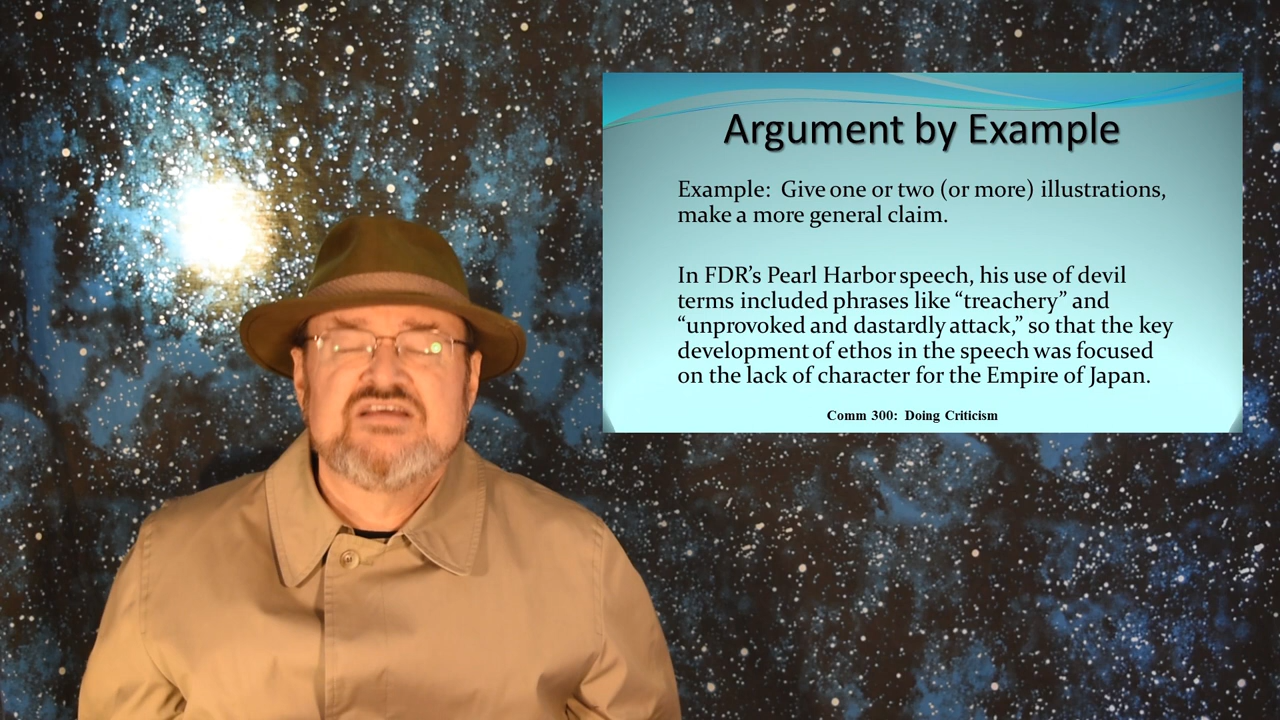 Argument by Example
Example:  Give one or two (or more) illustrations,
make a more general claim.
In FDR’s Pearl Harbor speech, his use of devil
terms included phrases like “treachery” and
“unprovoked and dastardly attack,” so that the key
development of ethos in the speech was focused
on the lack of character for the Empire of Japan.
Comm 300:  Doing Criticism